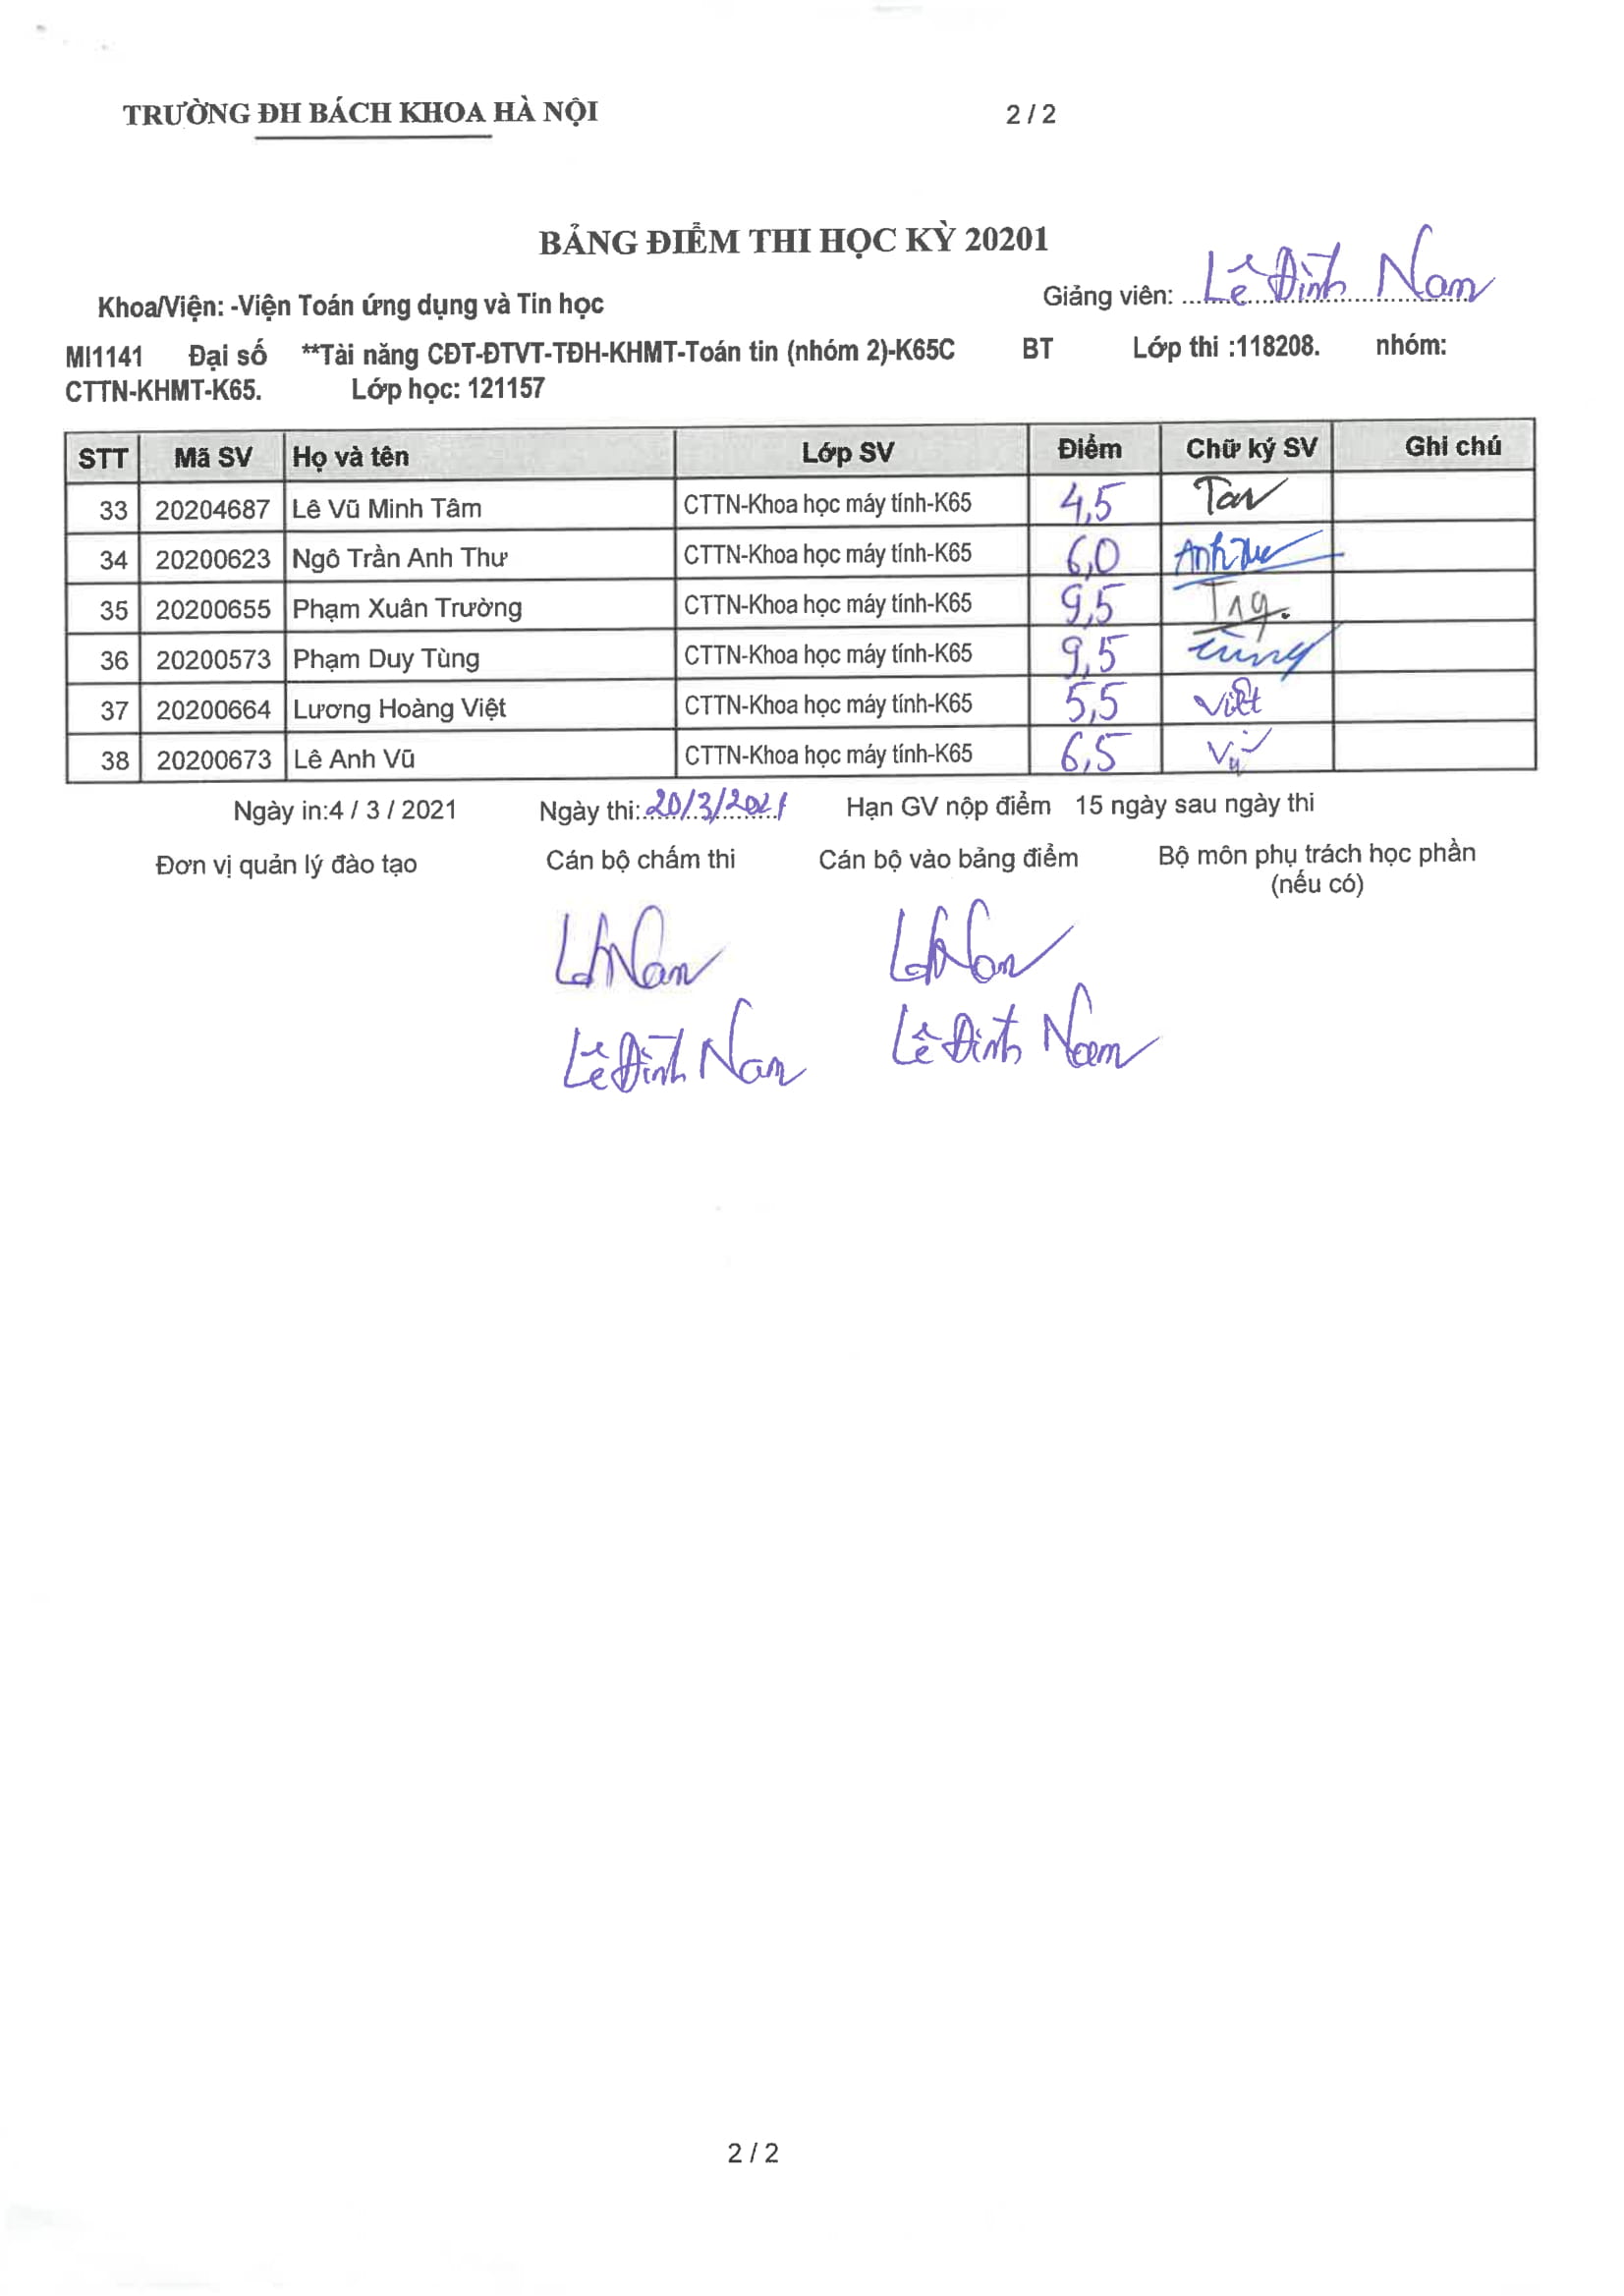 TRƯỜNG ĐH BÁCH KHOA HÀ NỘI 2 / 2
BẢNG ĐIỂM THI HỌC KỲ 20201
Khoa/Viện: -Viện Toán ứng dụng và Tin học Giảng viên: Lê Đình Nam
MI1141 Đại số **Tài năng CĐT-ĐTVT-TĐH-KHMT-Toán tin (nhóm 2)-K65C BT Lớp thi :118208. nhóm:
CTTN-KHMT-K65. Lớp học: 121157
STT Mã SV Họ và tên Lớp SV Điểm Chữ ký SV Ghi chú
33 20204687 Lê Vũ Minh Tâm CTTN-Khoa học máy tính-K65 4,5
34 20200623 Ngô Trần Anh Thư CTTN-Khoa học máy tính-K65 6,0 Anh Thư
35 20200655 Phạm Xuân Trường CTTN-Khoa học máy tính-K65 9,5
36 20200573 Phạm Duy Tùng CTTN-Khoa học máy tính-K65 9,5 Tùng
37 20200664 Lương Hoàng Việt CTTN-Khoa học máy tính-K65 5,5 Việt
38 20200673 Lê Anh Vũ CTTN-Khoa học máy tính-K65 6,5
Ngày in:4 / 3 / 2021 Ngày thi: 20/3/2021 Hạn GV nộp điểm 15 ngày sau ngày thi
Đơn vị quản lý đào tạo Cán bộ chấm thi Cán bộ vào bảng điểm Bộ môn phụ trách học phần
(nếu có)
Lê Đình Nam Lê Đình Nam
2 / 2